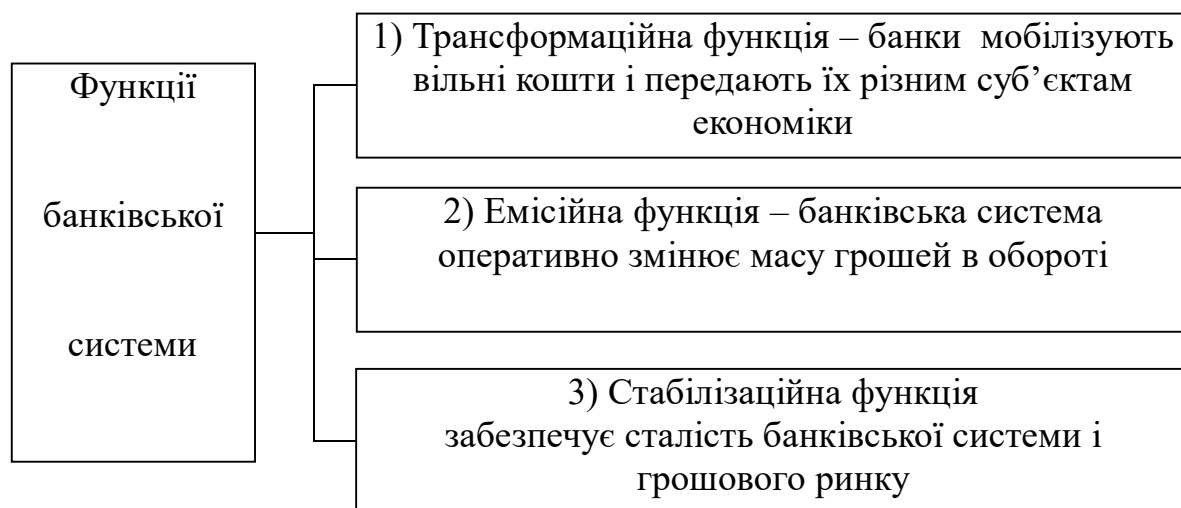 Функції
банківської
системи
1) Трансформаційна функція – банки мобілізують
вільні кошти і передають їх різним суб’єктам
економіки
2) Емісійна функція – банківська система
оперативно змінює масу грошей в обороті
3) Стабілізаційна функція
забезпечує сталість банківської системи і
грошового ринку